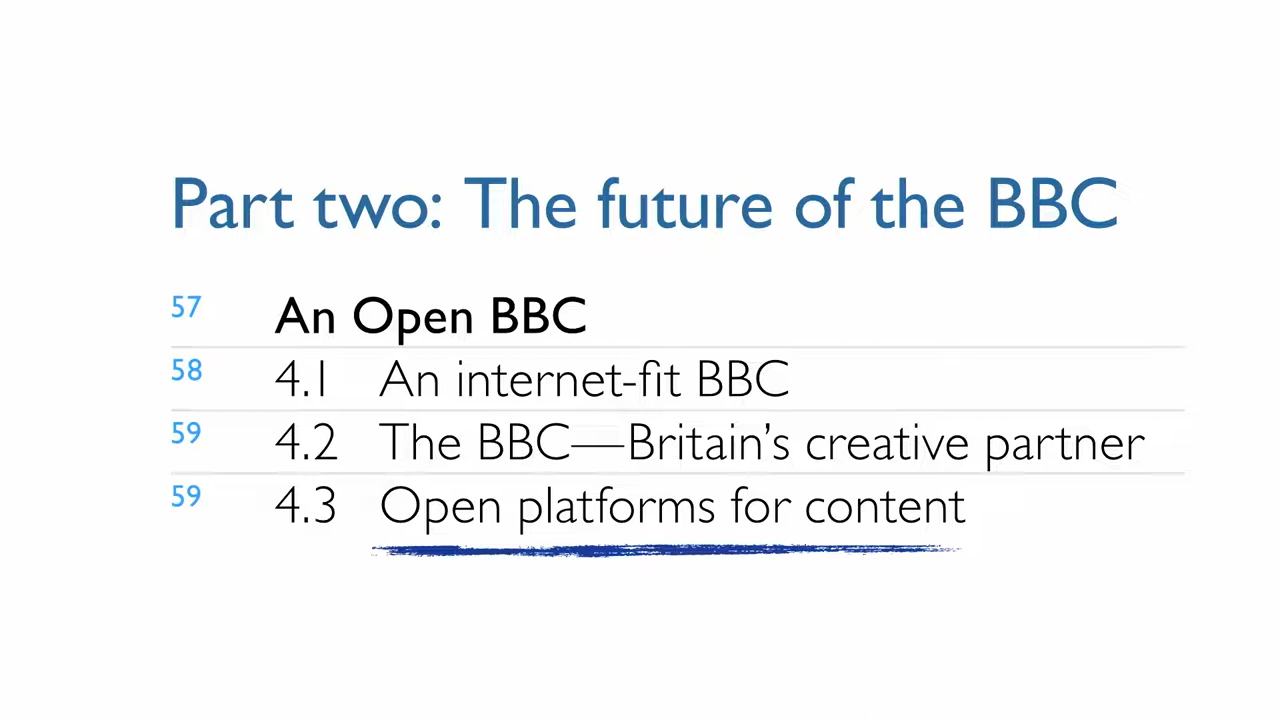 Part two: The future of the BBC
57 An Open BBC
58 4.1 An internet-fit BBC
59 4.2 The BBC—Britain’s creative partner
59 4.3 Open platforms for content